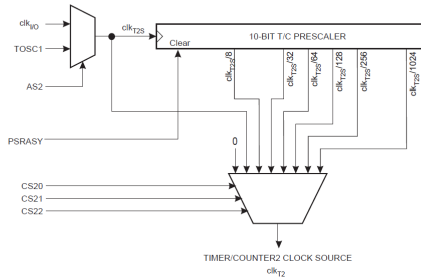 clkI/O
TOSC1
AS2
clkT2S
10-BIT T/C PRESCALER
Clear
clkT2S/8
clkT2S/32
clkT2S/64
clkT2S/128
clkT2S/256
clkT2S/1024
PSRASY
0
CS20
CS21
CS22
TIMER/COUNTER2 CLOCK SOURCE
clkT2